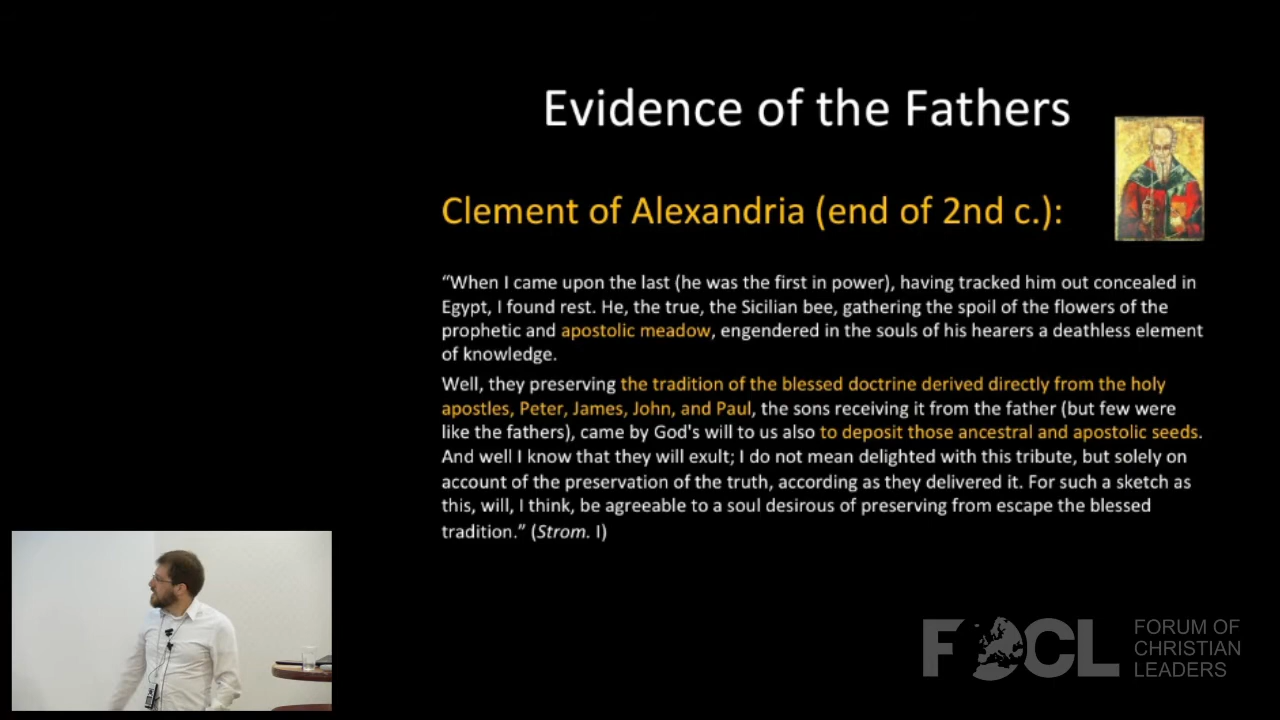 Evidence of the Fathers
Clement of Alexandria (end of 2nd c.):
“When I came upon the last (he was the first in power), having tracked him out concealed in
Egypt, I found rest. He, the true, the Sicilian bee, gathering the spoil of the flowers of the
prophetic and apostolic meadow, engendered in the souls of his hearers a deathless element
of knowledge.
Well, they preserving the tradition of the blessed doctrine derived directly from the holy
apostles, Peter, James, John, and Paul, the sons receiving it from the father (but few were
like the fathers), came by God's will to us also to deposit those ancestral and apostolic seeds.
And well I know that they will exult; I do not mean delighted with this tribute, but solely on
account of the preservation of the truth, according as they delivered it. For such a sketch as
this, will, I think, be agreeable to a soul desirous of preserving from escape the blessed
tradition.” (Strom. I)
FOCL
FORUM OF
CHRISTIAN
LEADERS